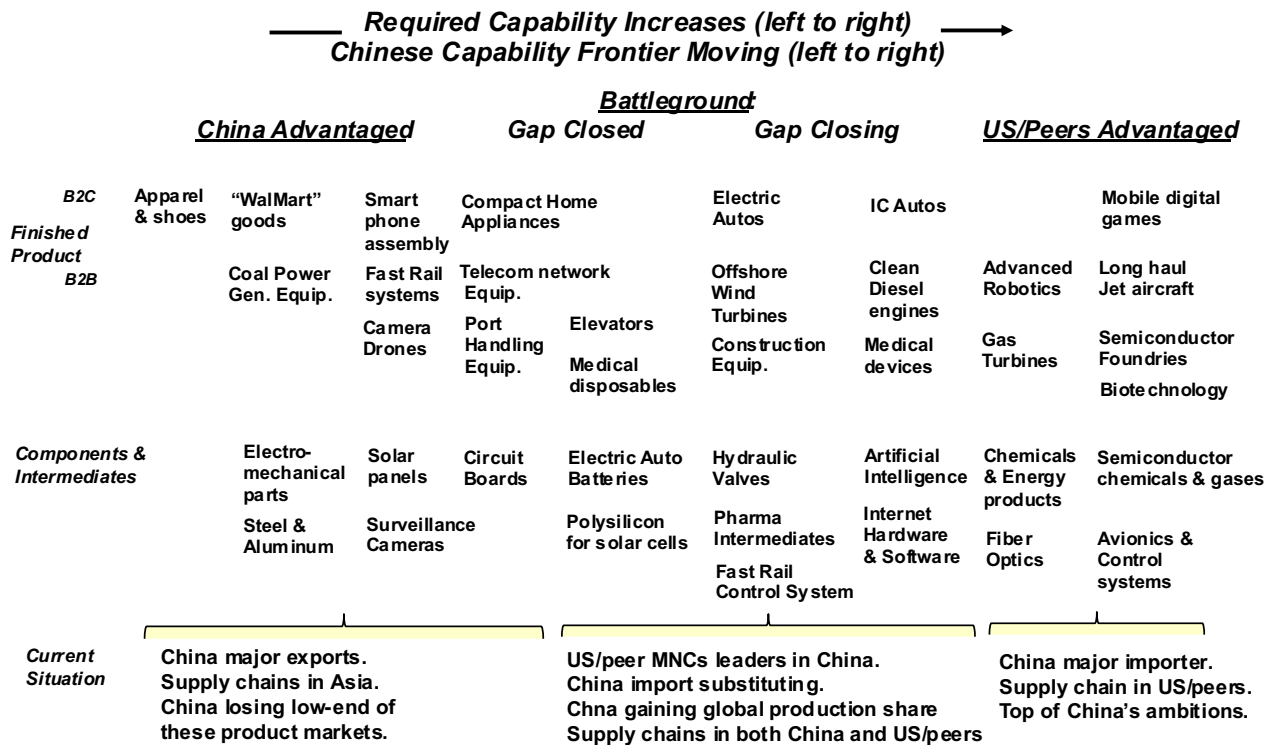 Required Capability Increases (left to right)
Chinese Capability Frontier Moving (left to right)
Battleground:
China Advantaged
Gap Closed
Gap Closing
US/Peers Advantaged
B2C
Finished
Product
B2B
Apparel
& shoes
“WalMart”
goods
Smart
phone
assembly
Compact Home
Appliances
Electric
Autos
IC Autos
Mobile digital
games
Coal Power
Gen. Equip.
Fast Rail
systems
Telecom network
Equip.
Offshore
Wind
Turbines
Clean
Diesel
engines
Advanced
Robotics
Long haul
Jet aircraft
Camera
Drones
Port
Handling
Equip.
Elevators
Medical
disposables
Construction
Equip.
Medical
devices
Gas
Turbines
Semiconductor
Foundries
Biotechnology
Components &
Intermediates
Electro-
mechanical
parts
Solar
panels
Circuit
Boards
Electric Auto
Batteries
Hydraulic
Valves
Artificial
Intelligence
Chemicals
& Energy
products
Semiconductor
chemicals & gases
Steel &
Aluminum
Surveillance
Cameras
Polysilicon
for solar cells
Pharma
Intermediates
Fast Rail
Control System
Internet
Hardware
& Software
Fiber
Optics
Avionics &
Control
systems
Current
Situation
China major exports.
Supply chains in Asia.
China losing low-end of
these product markets.
US/peer MNCs leaders in China.
China import substituting.
Chna gaining global production share
Supply chains in both China and US/peers
China major importer.
Supply chain in US/peers.
Top of China’s ambitions.